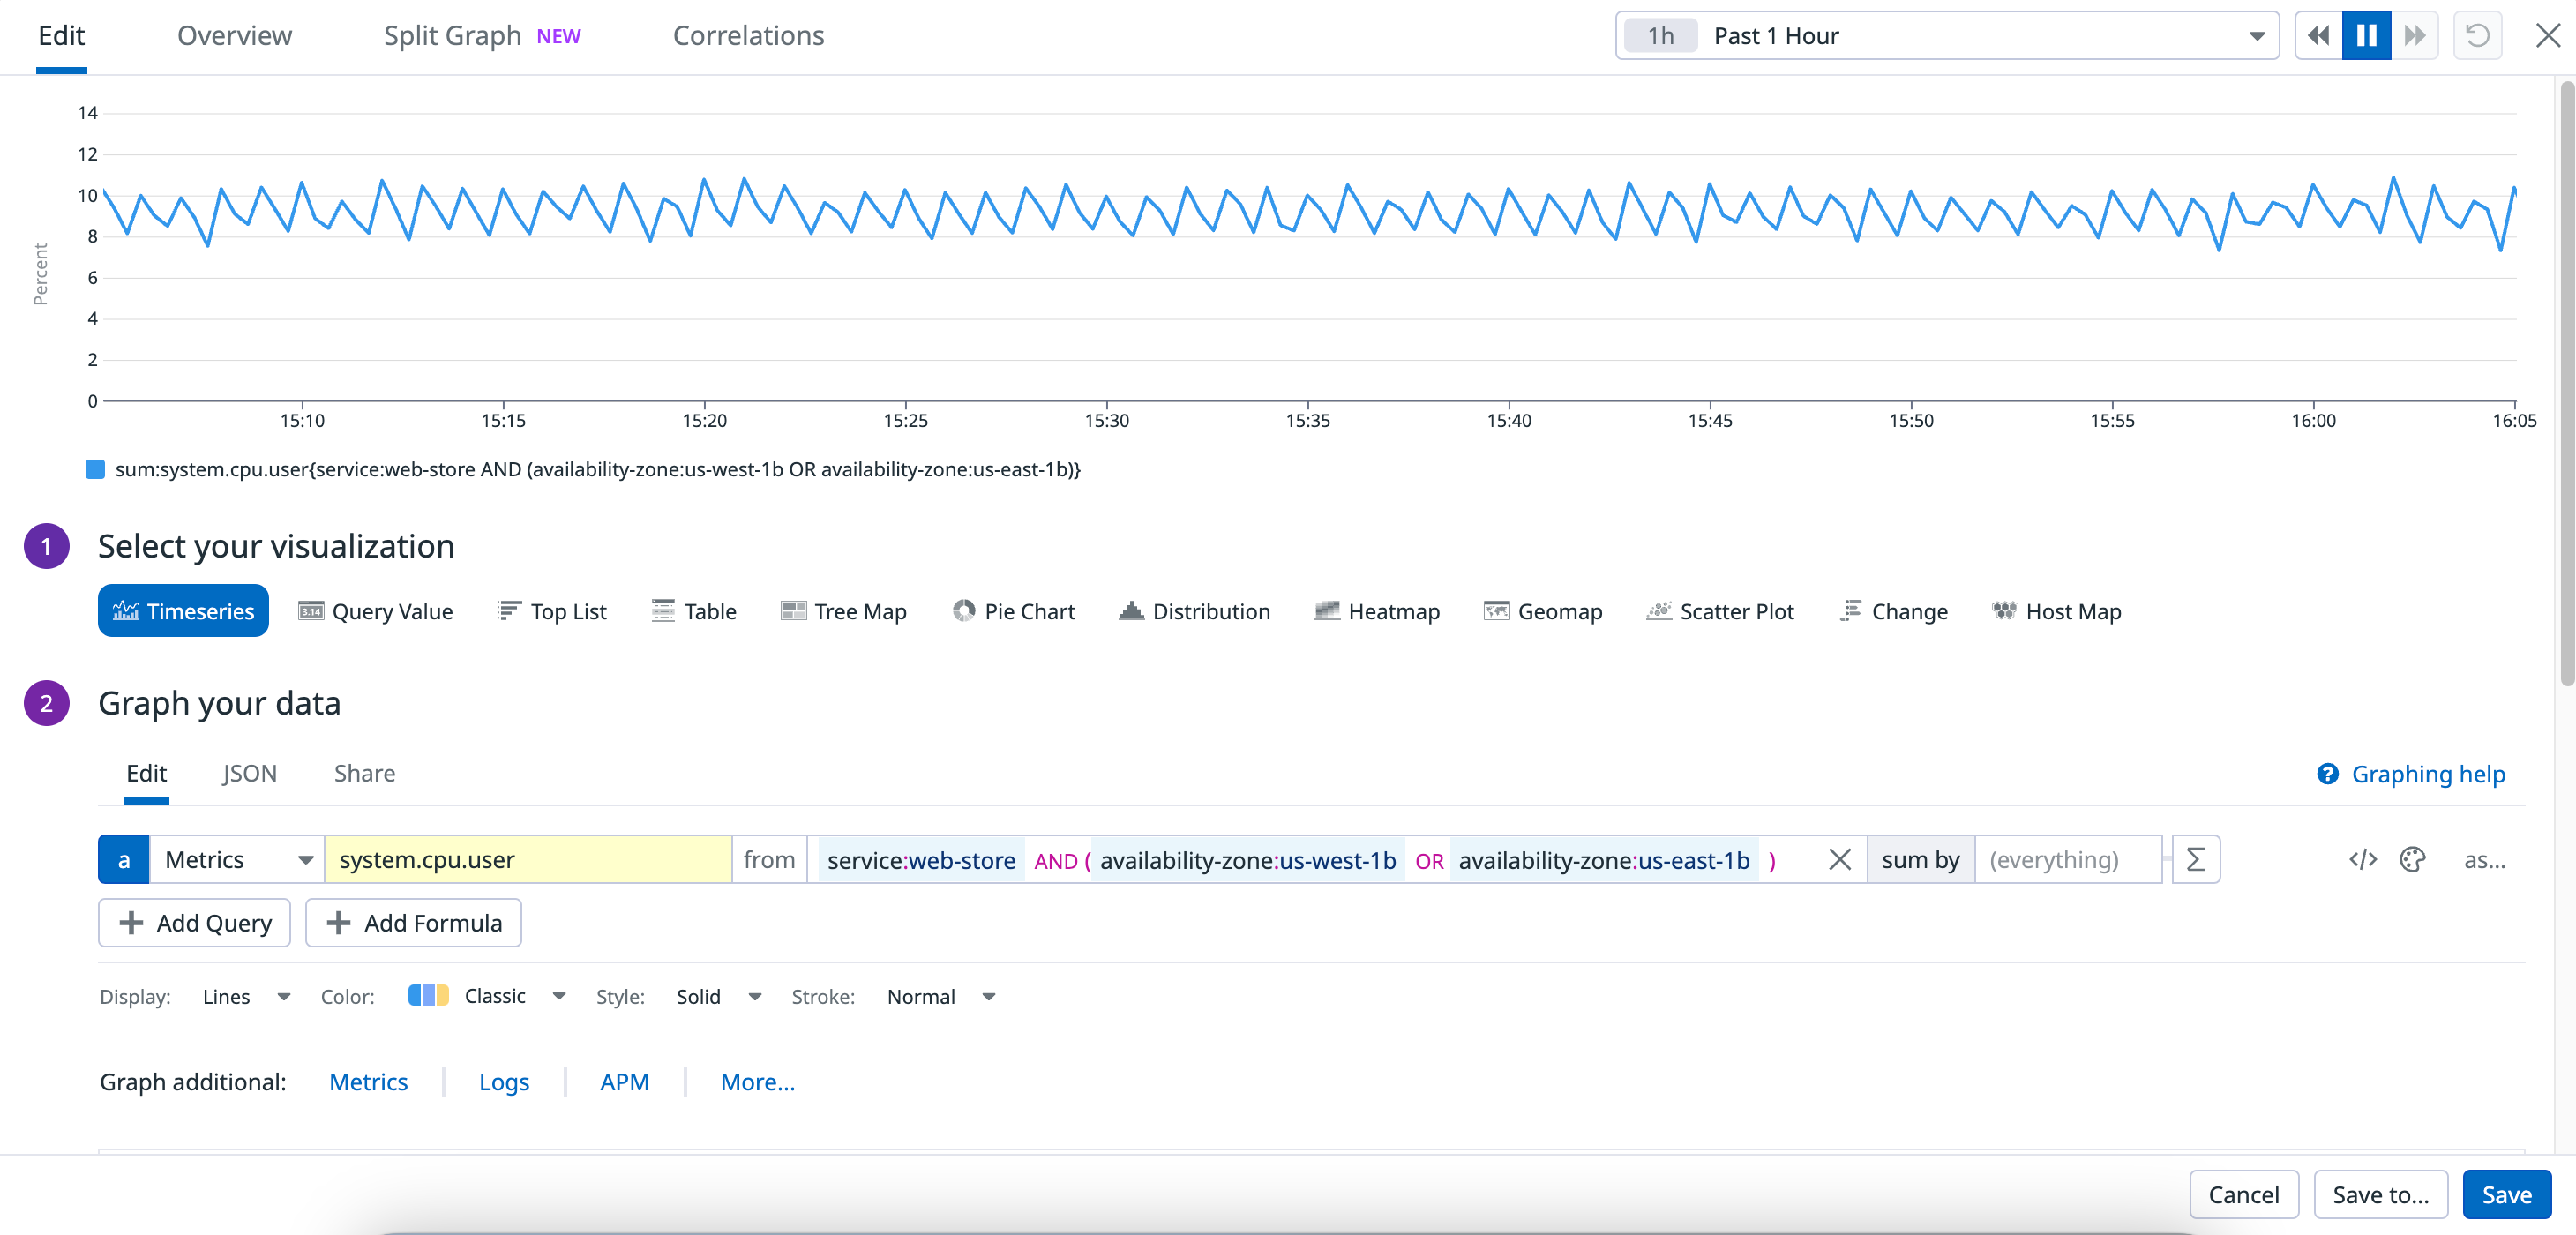 Edit Overview Split Graph NEW Correlations 1h Past 1 Hour
14
12
10
8
6
4
2
0
Percent
15:10 15:15 15:20 15:25 15:30 15:35 15:40 15:45 15:50 15:55 16:00 16:05
sum:system.cpu.user{service:web-store AND (availability-zone:us-west-1b OR availability-zone:us-east-1b)}
1 Select your visualization
Timeseries 3.14 Query Value Top List Table Tree Map Pie Chart Distribution Heatmap Geomap Scatter Plot Change Host Map
2 Graph your data
Edit JSON Share ? Graphing help
a Metrics system.cpu.user from service:web-store AND ( availability-zone:us-west-1b OR availability-zone:us-east-1b ) sum by (everything) Σ </> as...
Add Query Add Formula
Display: Lines Color: Classic Style: Solid Stroke: Normal
Graph additional: Metrics Logs APM More...
Cancel Save to... Save